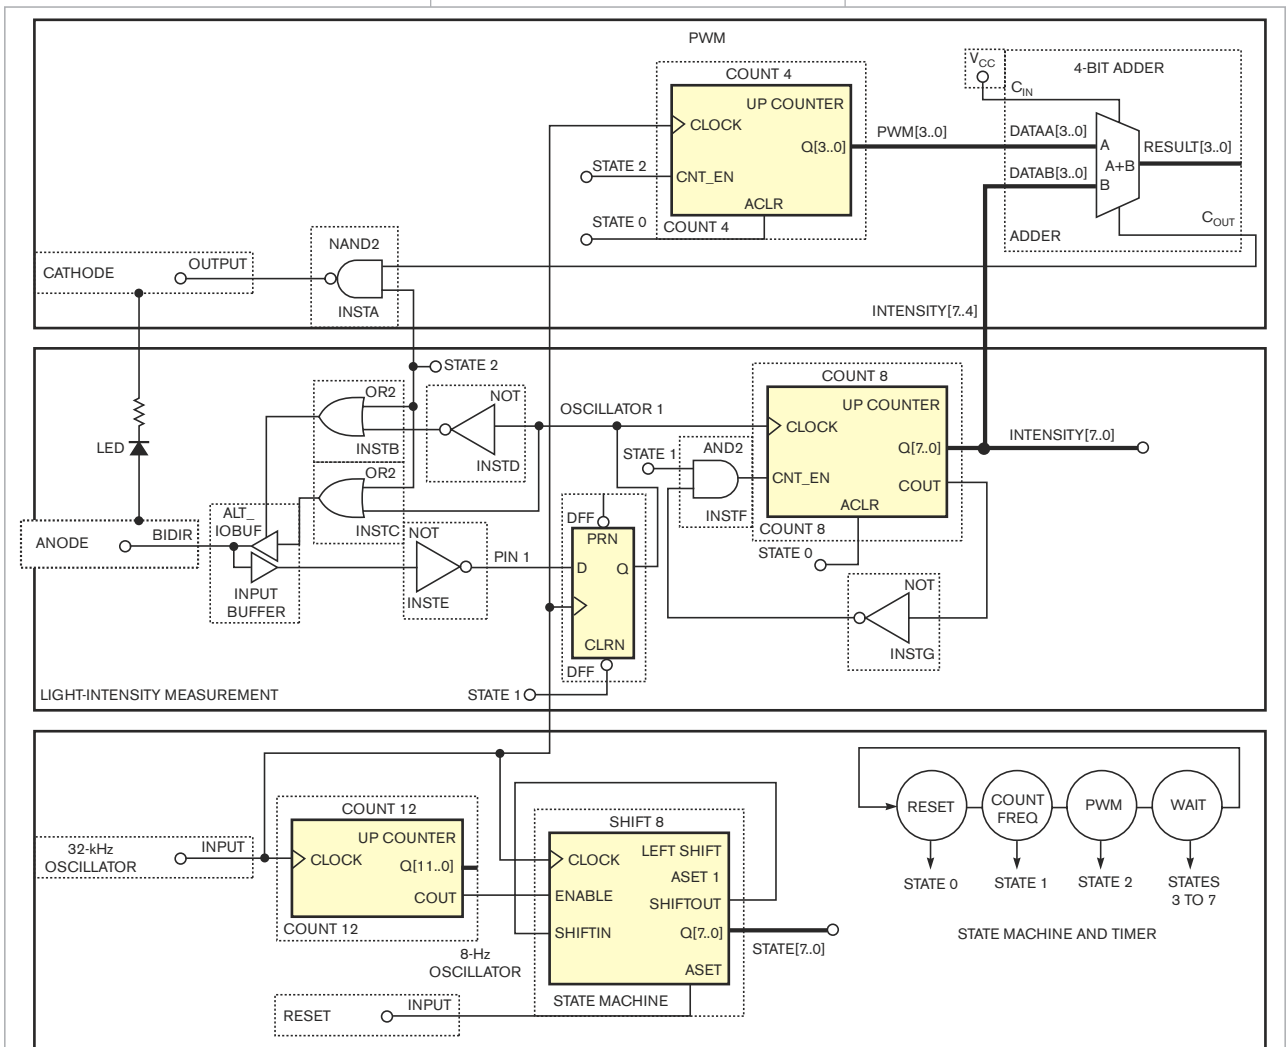 PWM
COUNT 4
UP COUNTER
CLOCK
Q[3..0]
CNT_EN
ACLR
COUNT 4
STATE 2
STATE 0
PWM[3..0]
VCC
CIN
4-BIT ADDER
DATAA[3..0]
A
RESULT[3..0]
A+B
DATAB[3..0]
B
COUT
ADDER
NAND2
INSTA
CATHODE
OUTPUT
INTENSITY[7..4]
STATE 2
OR2
INSTB
NOT
INSTD
OSCILLATOR 1
COUNT 8
UP COUNTER
CLOCK
Q[7..0]
CNT_EN
COUT
ACLR
COUNT 8
INTENSITY[7..0]
STATE 1
AND2
INSTF
STATE 0
NOT
INSTG
LED
OR2
INSTC
ALT_
IOBUF
ANODE
BIDIR
INPUT
BUFFER
NOT
INSTE
PIN 1
DFF
PRN
D
Q
CLRN
DFF
STATE 1
LIGHT-INTENSITY MEASUREMENT
32-kHz
OSCILLATOR
INPUT
COUNT 12
UP COUNTER
CLOCK
Q[11..0]
COUT
COUNT 12
8-Hz
OSCILLATOR
SHIFT 8
CLOCK
LEFT SHIFT
ASET 1
ENABLE
SHIFTOUT
SHIFTIN
Q[7..0]
ASET
STATE MACHINE
STATE[7..0]
RESET
INPUT
RESET
COUNT
FREQ
PWM
WAIT
STATE 0
STATE 1
STATE 2
STATES
3 TO 7
STATE MACHINE AND TIMER